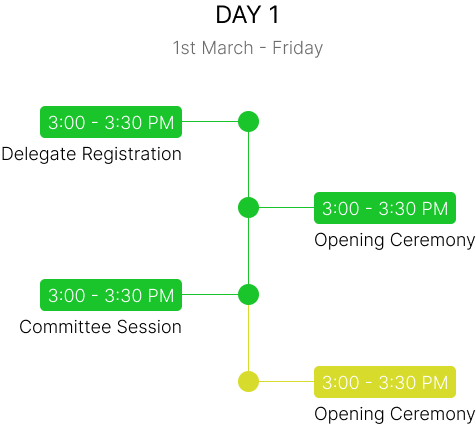 DAY 1
1st March - Friday
3:00 - 3:30 PM
Delegate Registration
3:00 - 3:30 PM
Opening Ceremony
3:00 - 3:30 PM
Committee Session
3:00 - 3:30 PM
Opening Ceremony